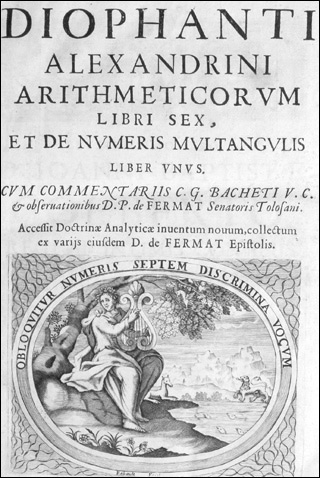 DIOPHANTI
ALEXANDRINI
ARITHMETICORVM
LIBRI SEX,
ET DE NVMERIS MVLTANGVLIS
LIBER VNVS.
CVM COMMENTARIIS C. G. BACHETI V. C.
& obseruationibus D. P. de FERMAT Senatoris Tolosani.
Accessit Doctrinæ Analyticæ inuentum nouum, collectum
ex varijs eiusdem D. de FERMAT Epistolis.
OBLOQVITVR NVMERIS SEPTEM DISCRIMINA VOCVM